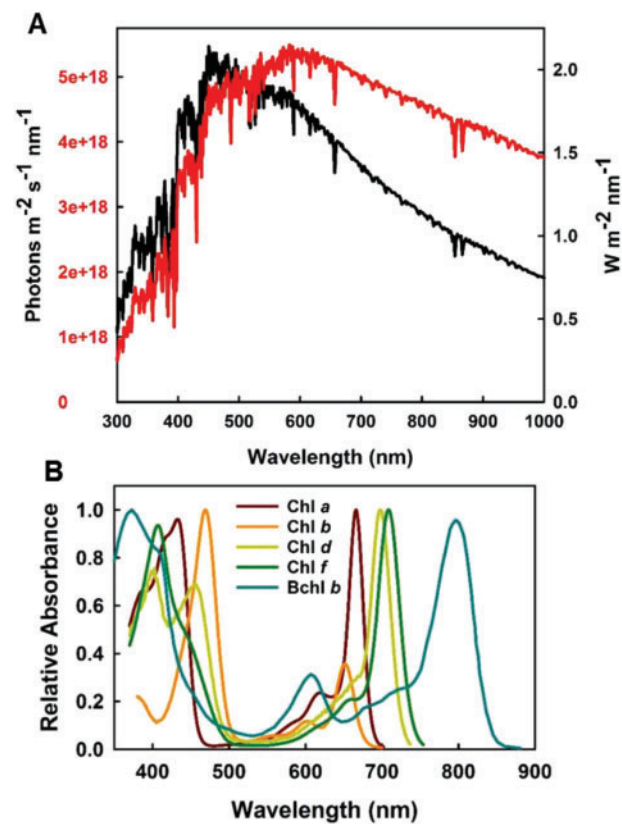 A
5e+18
4e+18
3e+18
2e+18
1e+18
0
Photons m⁻² s⁻¹ nm⁻¹
2.0
1.5
1.0
0.5
0.0
W m⁻² nm⁻¹
300 400 500 600 700 800 900 1000
Wavelength (nm)
B
1.0
0.8
0.6
0.4
0.2
0.0
Relative Absorbance
Chl a
Chl b
Chl d
Chl f
Bchl b
400 500 600 700 800 900
Wavelength (nm)